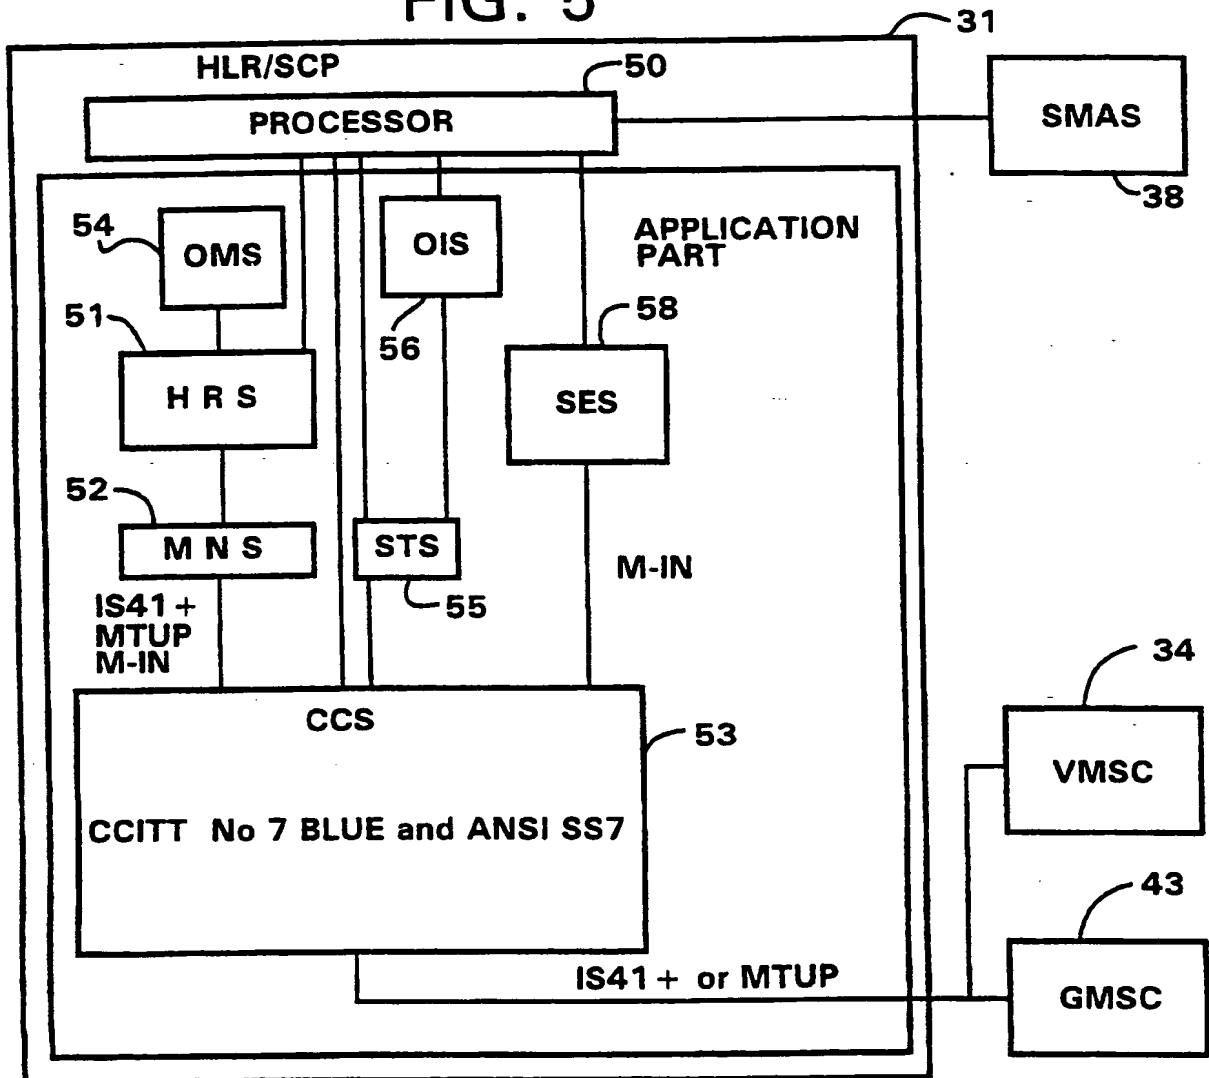 FIG. 5
31
HLR/SCP
50
PROCESSOR
SMAS
38
54
OMS
OIS
APPLICATION
PART
51
56
58
H R S
SES
52
M N S
STS
M-IN
55
IS41 +
MTUP
M-IN
34
CCS
53
VMSC
CCITT No 7 BLUE and ANSI SS7
43
IS41 + or MTUP
GMSC